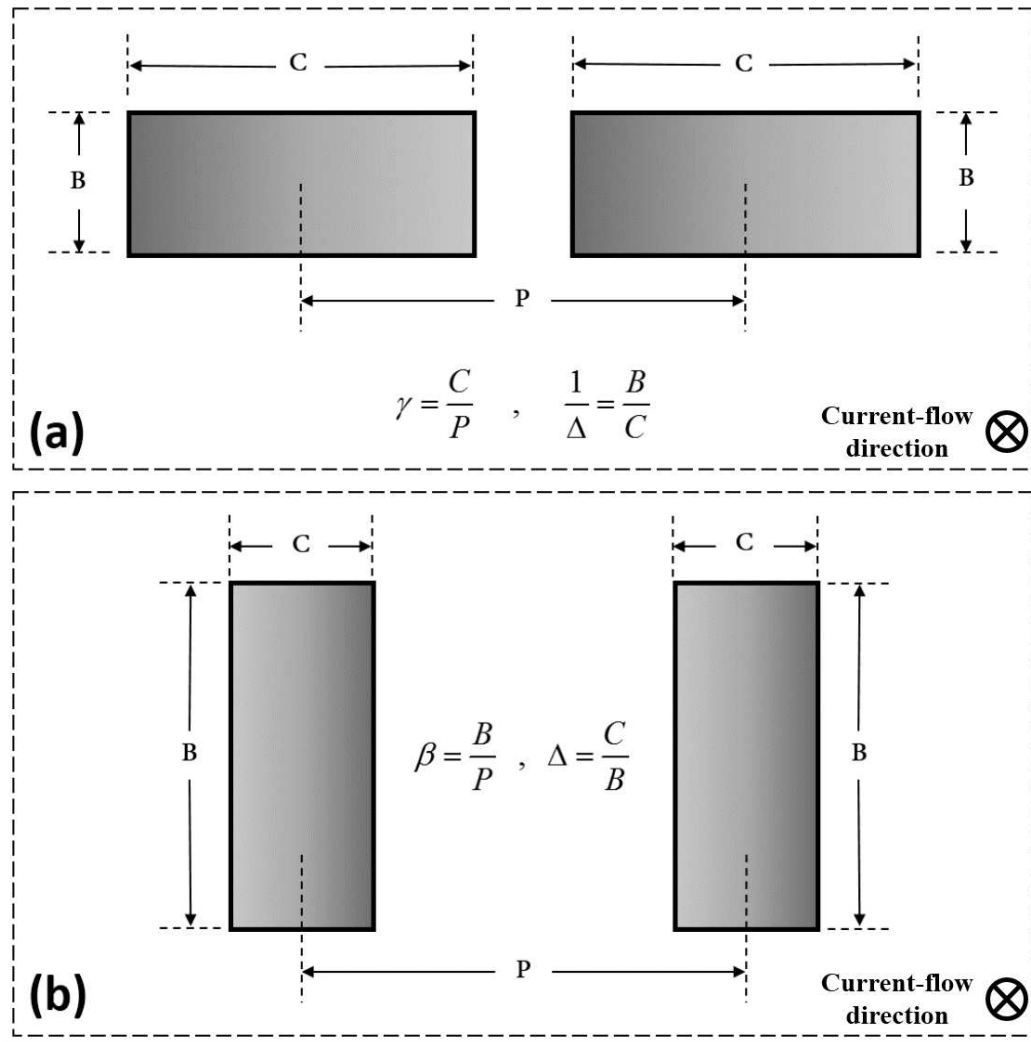 C C
B B
P
γ = C/P , 1/Δ = B/C
(a) Current-flow
direction
C C
B B
β = B/P , Δ = C/B
P
(b) Current-flow
direction